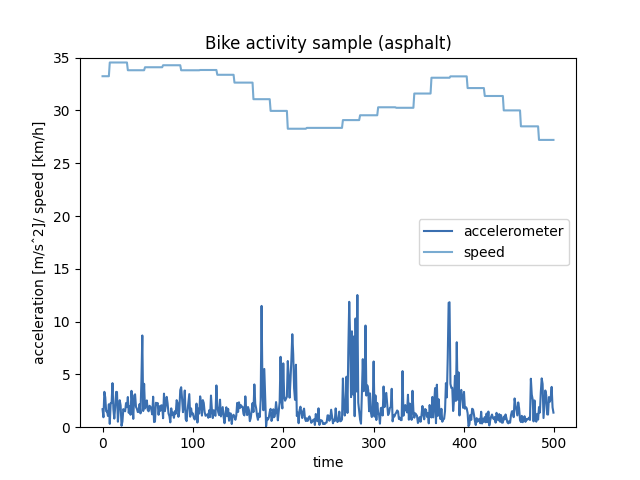 Bike activity sample (asphalt)
acceleration [m/s^2]/ speed [km/h]
35
30
25
20
15
10
5
0
accelerometer
speed
0 100 200 300 400 500
time